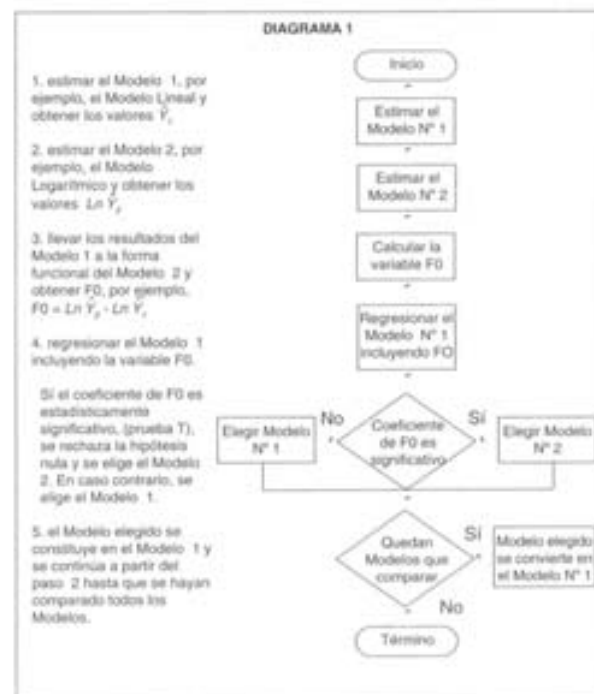 DIAGRAMA 1
1. estimar el Modelo 1, por
ejemplo, el Modelo Lineal y
obtener los valores Ŷ
2. estimar el Modelo 2, por
ejemplo, el Modelo
Logarítmico y obtener los
valores Ln Y
3. llevar los resultados del
Modelo 1 a la forma
funcional del Modelo 2 y
obtener F0, por ejemplo,
F0 = Ln Ŷ - Ln Ŷ
4. regresionar el Modelo 1
incluyendo la variable F0.
Sí el coeficiente de F0 es
estadísticamente
significativo, (prueba T),
se rechaza la hipótesis
nula y se elige el Modelo
2. En caso contrario, se
elige el Modelo 1.
5. el Modelo elegido se
constituye en el Modelo 1 y
se continúa a partir del
paso 2 hasta que se hayan
comparado todos los
Modelos.
Inicio
Estimar el
Modelo N° 1
Estimar el
Modelo N° 2
Calcular la
variable F0
Regresionar el
Modelo N° 1
incluyendo FO
No
Coeficiente
de F0 es
significativo
Sí
Elegir Modelo
N° 1
Elegir Modelo
N° 2
Quedan
Modelos que
comparar
Sí
Modelo elegido
se convierte en
el Modelo N° 1
No
Término